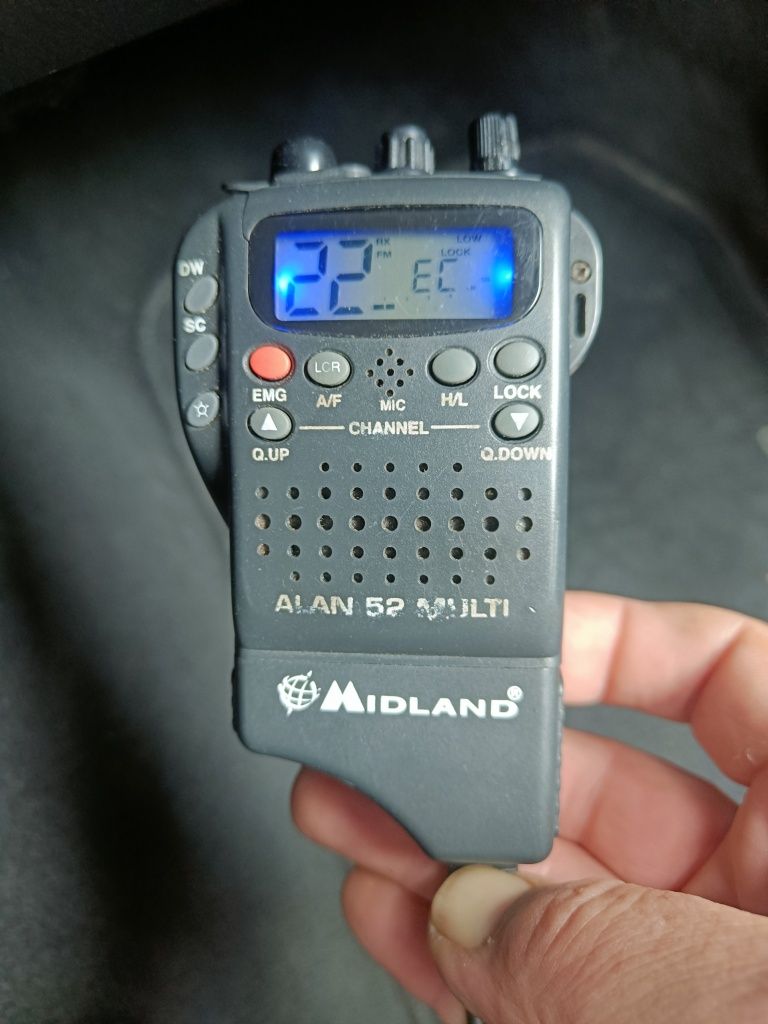 22 RX FM LOW LOCK EC
DW
SC
LCR
EMG A/F MIC H/L LOCK
CHANNEL
Q.UP Q.DOWN
ALAN 52 MULTI
MIDLAND®